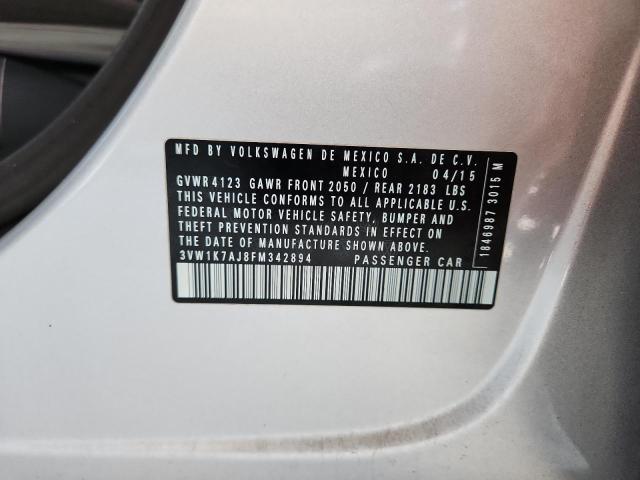 MFD BY VOLKSWAGEN DE MEXICO S.A. DE C.V.
MEXICO 04/15
GVWR 4123 GAWR FRONT 2050 / REAR 2183 LBS
THIS VEHICLE CONFORMS TO ALL APPLICABLE U.S.
FEDERAL MOTOR VEHICLE SAFETY, BUMPER AND
THEFT PREVENTION STANDARDS IN EFFECT ON
THE DATE OF MANUFACTURE SHOWN ABOVE.
3VW1K7AJ8FM342894 PASSENGER CAR
1846987 3015 M